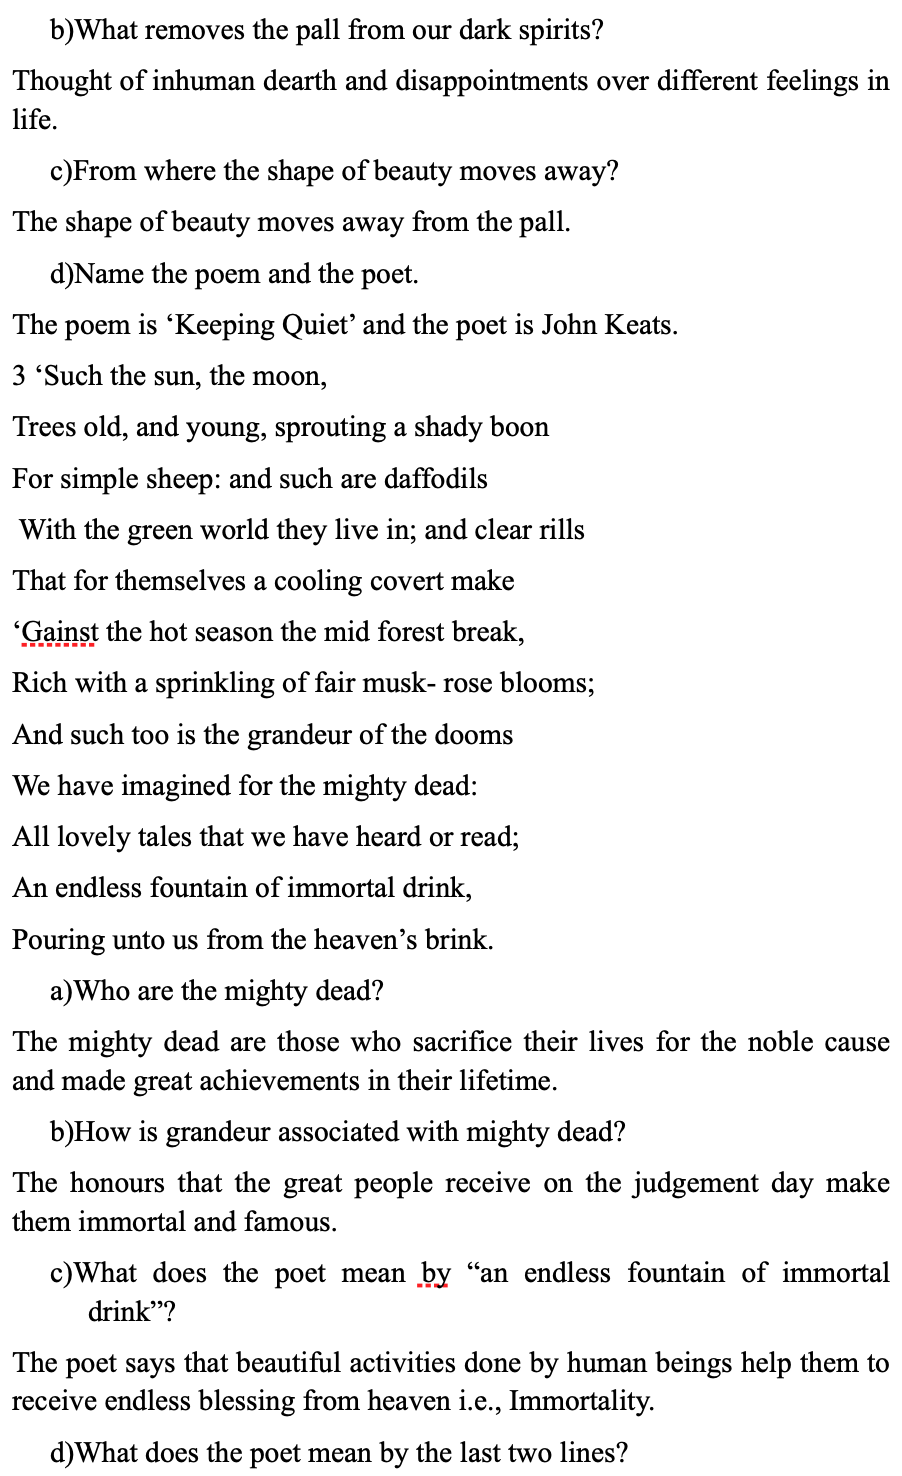 b)What removes the pall from our dark spirits?
Thought of inhuman dearth and disappointments over different feelings in
life.
c)From where the shape of beauty moves away?
The shape of beauty moves away from the pall.
d)Name the poem and the poet.
The poem is ‘Keeping Quiet’ and the poet is John Keats.
3 ‘Such the sun, the moon,
Trees old, and young, sprouting a shady boon
For simple sheep: and such are daffodils
With the green world they live in; and clear rills
That for themselves a cooling covert make
‘Gainst the hot season the mid forest break,
Rich with a sprinkling of fair musk- rose blooms;
And such too is the grandeur of the dooms
We have imagined for the mighty dead:
All lovely tales that we have heard or read;
An endless fountain of immortal drink,
Pouring unto us from the heaven’s brink.
a)Who are the mighty dead?
The mighty dead are those who sacrifice their lives for the noble cause
and made great achievements in their lifetime.
b)How is grandeur associated with mighty dead?
The honours that the great people receive on the judgement day make
them immortal and famous.
c)What does the poet mean by “an endless fountain of immortal
drink”?
The poet says that beautiful activities done by human beings help them to
receive endless blessing from heaven i.e., Immortality.
d)What does the poet mean by the last two lines?